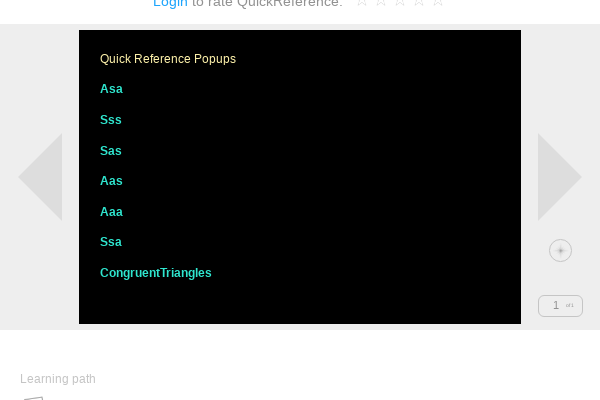 Login to rate QuickReference.
Quick Reference Popups
Asa
Sss
Sas
Aas
Aaa
Ssa
CongruentTriangles
1
Learning path